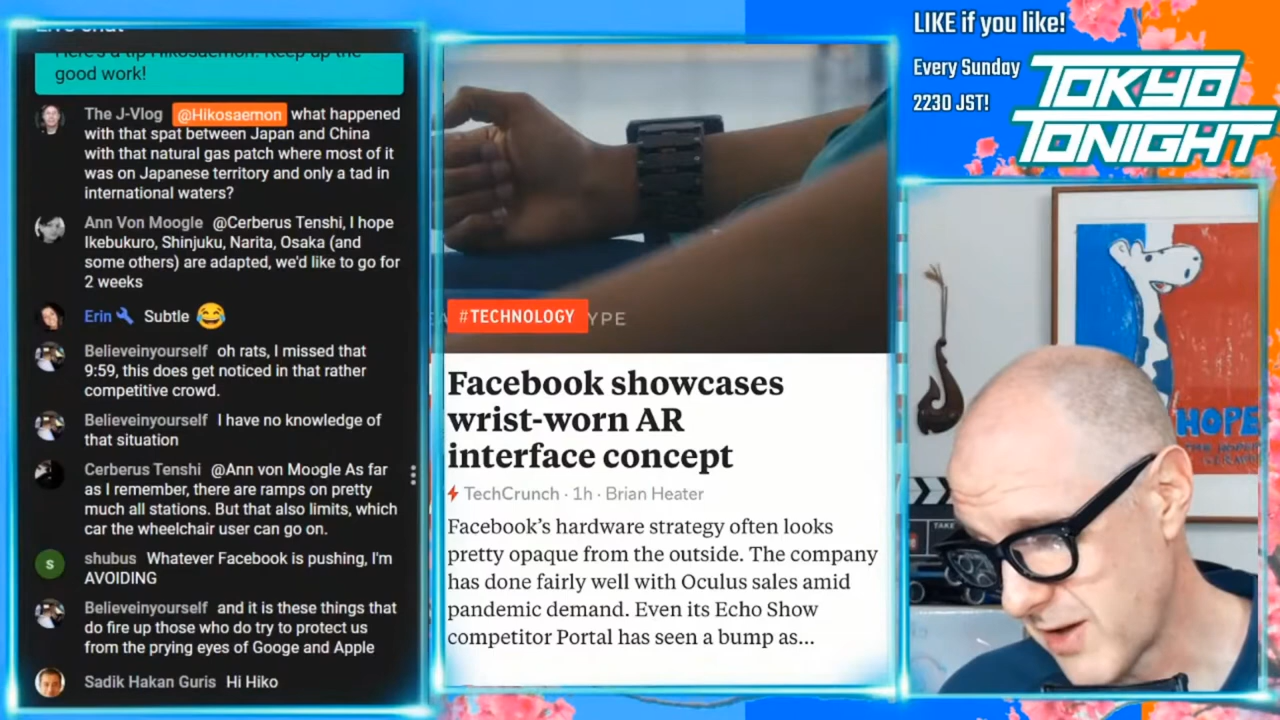 Live chat
Here's a tip Hikosaemon. Keep up the
good work!
The J-Vlog @Hikosaemon what happened
with that spat between Japan and China
with that natural gas patch where most of it
was on Japanese territory and only a tad in
international waters?
Ann Von Moogle @Cerberus Tenshi, I hope
Ikebukuro, Shinjuku, Narita, Osaka (and
some others) are adapted, we'd like to go for
2 weeks
Erin Subtle 😂
Believeinyourself oh rats, I missed that
9:59, this does get noticed in that rather
competitive crowd.
Believeinyourself I have no knowledge of
that situation
Cerberus Tenshi @Ann von Moogle As far
as I remember, there are ramps on pretty
much all stations. But that also limits, which
car the wheelchair user can go on.
S shubus Whatever Facebook is pushing, I'm
AVOIDING
Believeinyourself and it is these things that
do fire up those who do try to protect us
from the prying eyes of Googe and Apple
Sadik Hakan Guris Hi Hiko
#TECHNOLOGY YPE
Facebook showcases
wrist-worn AR
interface concept
TechCrunch · 1h · Brian Heater
Facebook's hardware strategy often looks
pretty opaque from the outside. The company
has done fairly well with Oculus sales amid
pandemic demand. Even its Echo Show
competitor Portal has seen a bump as...
LIKE if you like!
Every Sunday
2230 JST!
TOKYO
TONIGHT
HOPE
TAKE